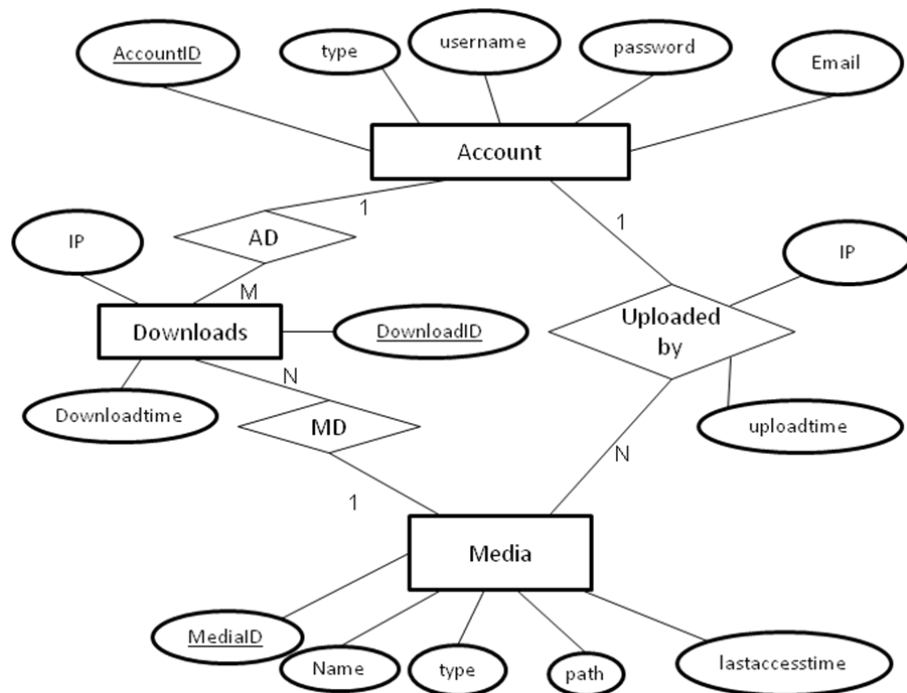 AccountID
type
username
password
Email
Account
1
1
AD
IP
IP
M
Downloads
DownloadID
Uploaded
by
N
Downloadtime
MD
uploadtime
N
1
Media
MediaID
Name
type
path
lastaccesstime